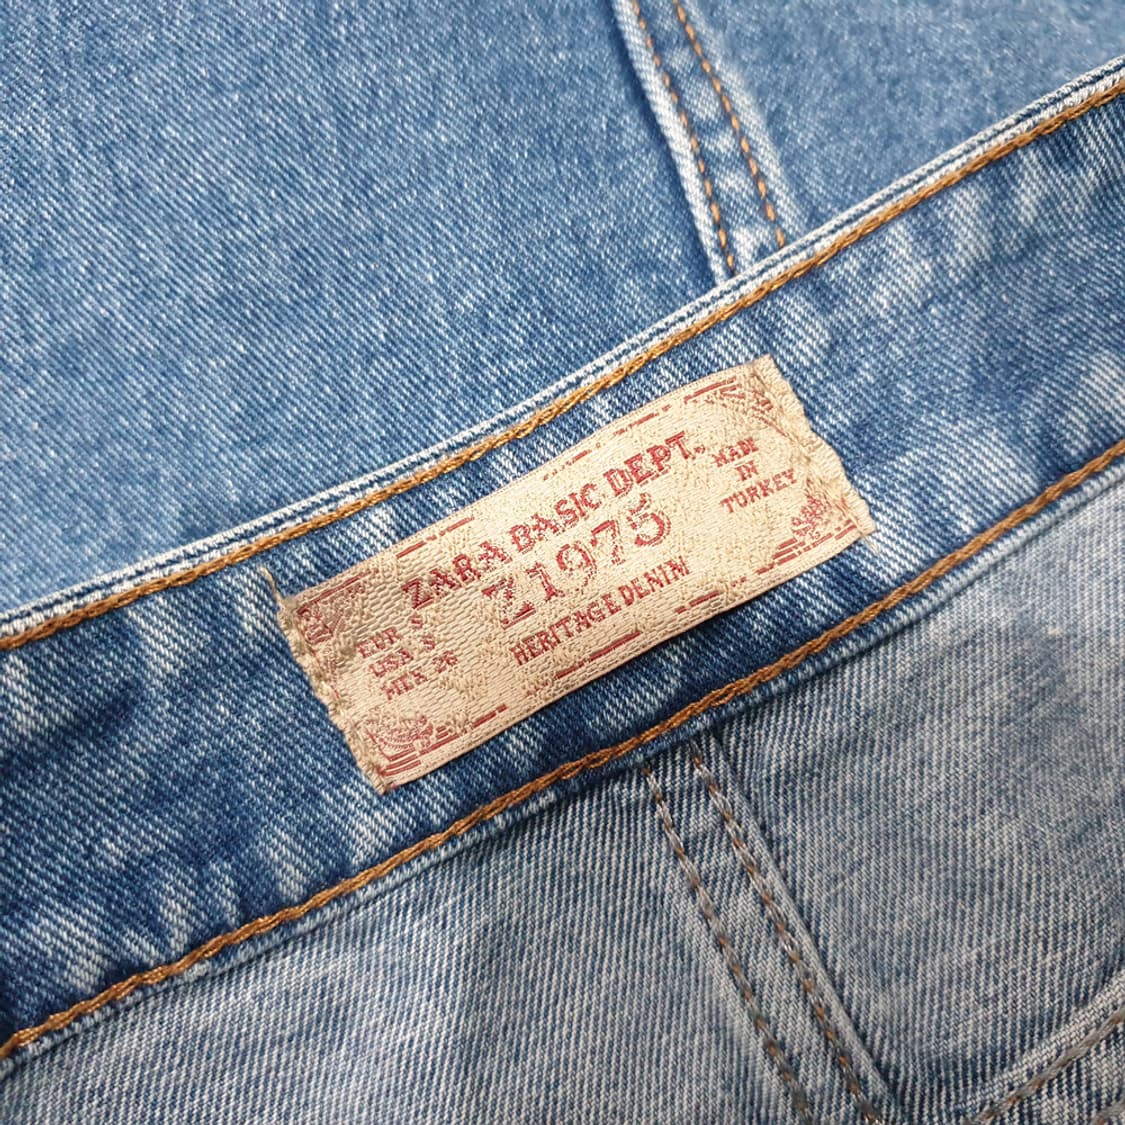 ZARA BASIC DEPT.
Z1975
HERITAGE DENIM
EUR S
USA S
MEX 26
MADE
IN
TURKEY